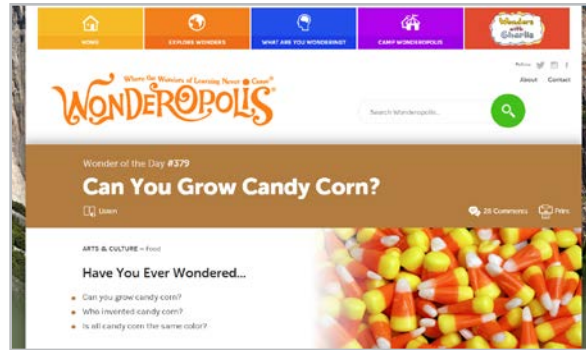 HOME
EXPLORE WONDERS
WHAT ARE YOU WONDERING?
CAMP WONDEROPOLIS
Wonders
with
Charlie
Follow
About Contact
Where the Wonders of Learning Never Cease®
WONDEROPOLIS®
Search Wonderopolis...
Wonder of the Day #379
Can You Grow Candy Corn?
Listen
26 Comments
Print
ARTS & CULTURE — Food
Have You Ever Wondered...
Can you grow candy corn?
Who invented candy corn?
Is all candy corn the same color?